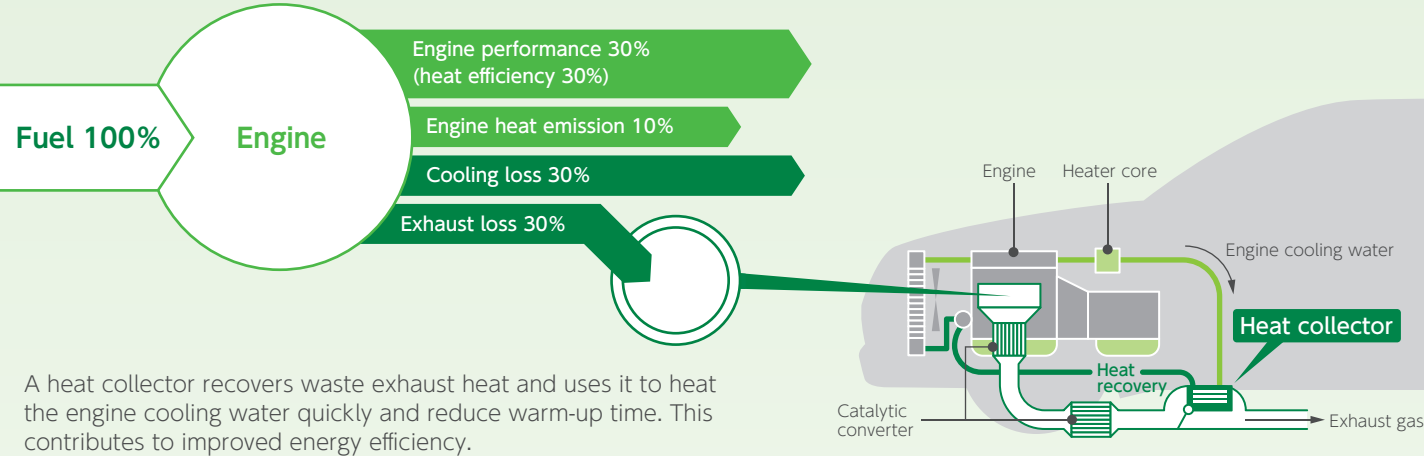 Fuel 100%
Engine
Engine performance 30%
(heat efficiency 30%)
Engine heat emission 10%
Cooling loss 30%
Exhaust loss 30%
A heat collector recovers waste exhaust heat and uses it to heat
the engine cooling water quickly and reduce warm-up time. This
contributes to improved energy efficiency.
Engine
Heater core
Engine cooling water
Heat collector
Heat
recovery
Catalytic
converter
Exhaust gas